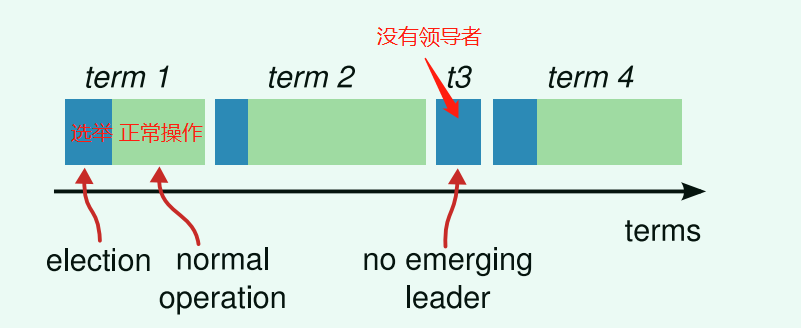 没有领导者
term 1 term 2 t3 term 4
选举 正常操作
terms
election normal operation no emerging leader